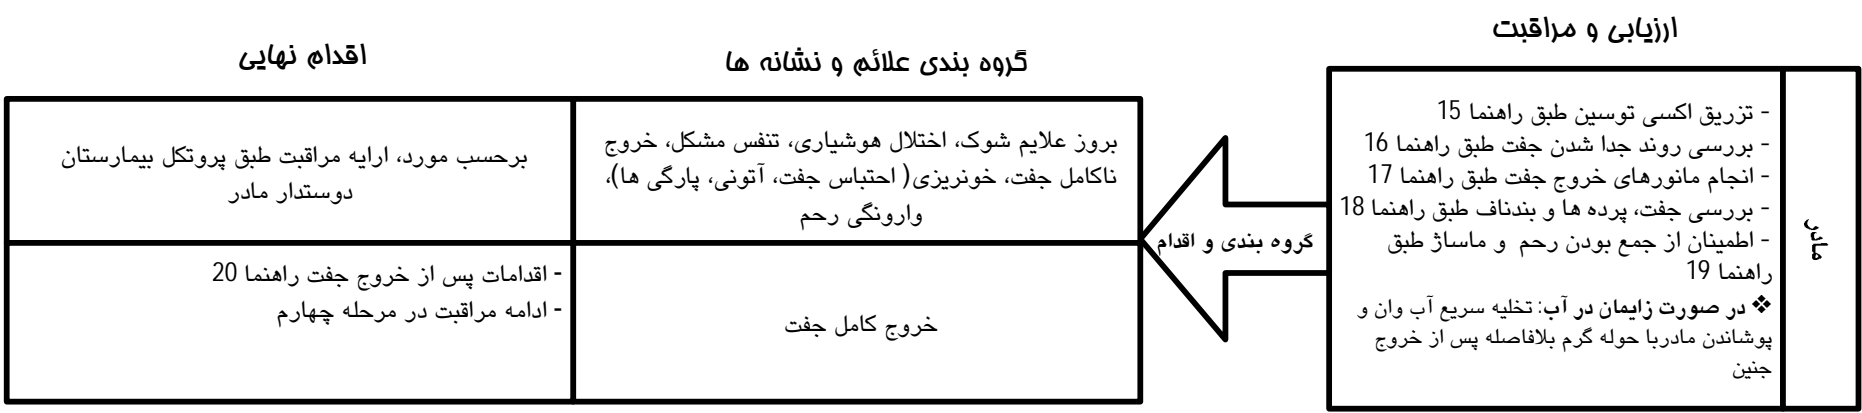 ارزیابی و مراقبت
مادر
- تزریق اکسی توسین طبق راهنما 15
- بررسی روند جدا شدن جفت طبق راهنما 16
- انجام مانورهای خروج جفت طبق راهنما 17
- بررسی جفت، پرده ها و بندناف طبق راهنما 18
- اطمینان از جمع بودن رحم و ماساژ طبق
راهنما 19
❖ در صورت زایمان در آب: تخلیه سریع آب وان و
پوشاندن مادربا حوله گرم بلافاصله پس از خروج
جنین
گروه بندی و اقدام
گروه بندی علائم و نشانه ها
بروز علایم شوک، اختلال هوشیاری، تنفس مشکل، خروج
ناکامل جفت، خونریزی( احتباس جفت، آتونی، پارگی ها)،
وارونگی رحم
خروج کامل جفت
اقدام نهایی
برحسب مورد، ارایه مراقبت طبق پروتکل بیمارستان
دوستدار مادر
- اقدامات پس از خروج جفت راهنما 20
- ادامه مراقبت در مرحله چهارم